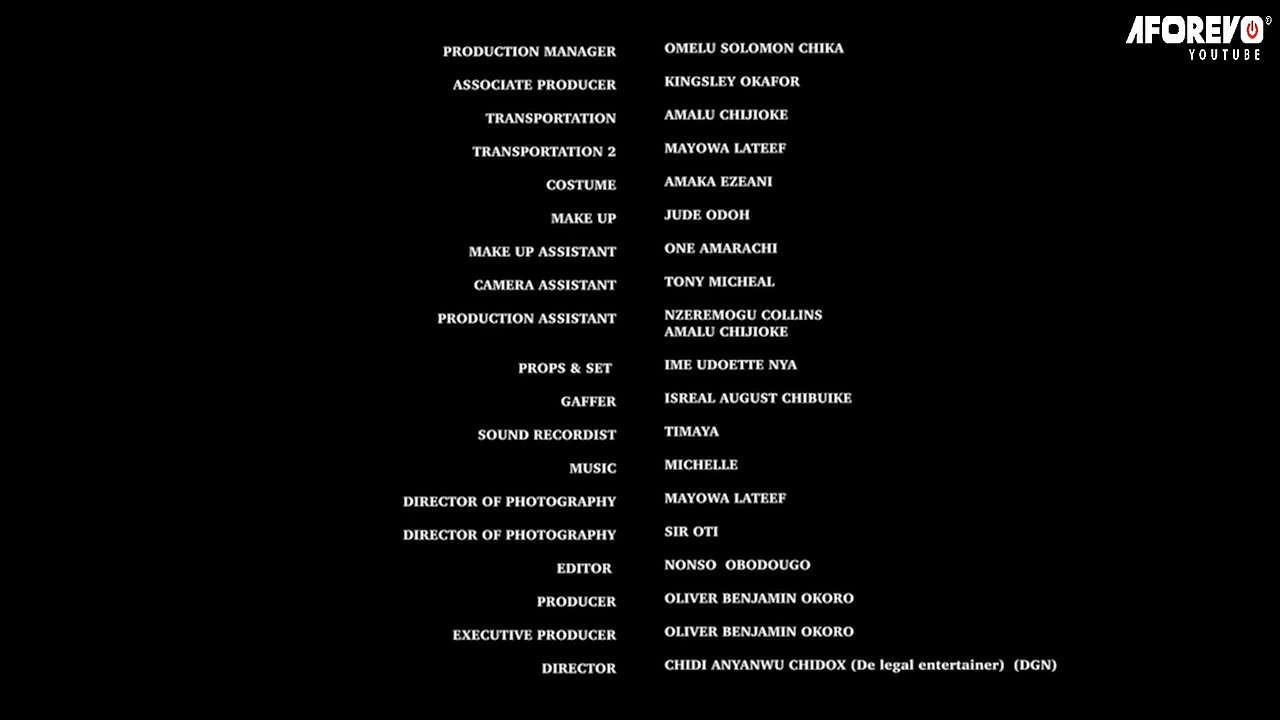 AFOREVO
YOUTUBE
PRODUCTION MANAGER OMELU SOLOMON CHIKA
ASSOCIATE PRODUCER KINGSLEY OKAFOR
TRANSPORTATION AMALU CHIJIOKE
TRANSPORTATION 2 MAYOWA LATEEF
COSTUME AMAKA EZEANI
MAKE UP JUDE ODOH
MAKE UP ASSISTANT ONE AMARACHI
CAMERA ASSISTANT TONY MICHEAL
PRODUCTION ASSISTANT NZEREMOGU COLLINS
AMALU CHIJIOKE
PROPS & SET IME UDOETTE NYA
GAFFER ISREAL AUGUST CHIBUIKE
SOUND RECORDIST TIMAYA
MUSIC MICHELLE
DIRECTOR OF PHOTOGRAPHY MAYOWA LATEEF
DIRECTOR OF PHOTOGRAPHY SIR OTI
EDITOR NONSO OBODOUGO
PRODUCER OLIVER BENJAMIN OKORO
EXECUTIVE PRODUCER OLIVER BENJAMIN OKORO
DIRECTOR CHIDI ANYANWU CHIDOX (De legal entertainer) (DGN)